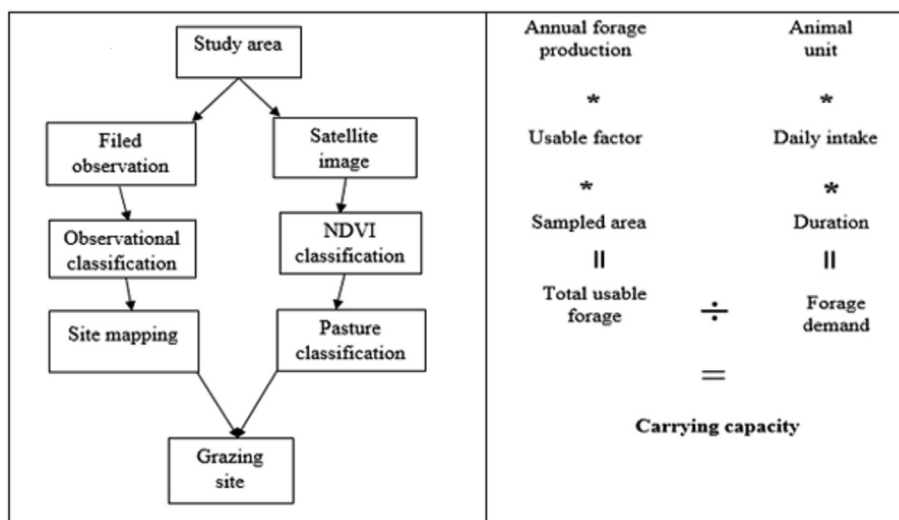 Study area
Filed
observation
Satellite
image
Observational
classification
NDVI
classification
Site mapping
Pasture
classification
Grazing
site
Annual forage
production
Animal
unit
*
*
Usable factor
Daily intake
*
*
Sampled area
Duration
=
=
Total usable
forage
÷
Forage
demand
=
Carrying capacity